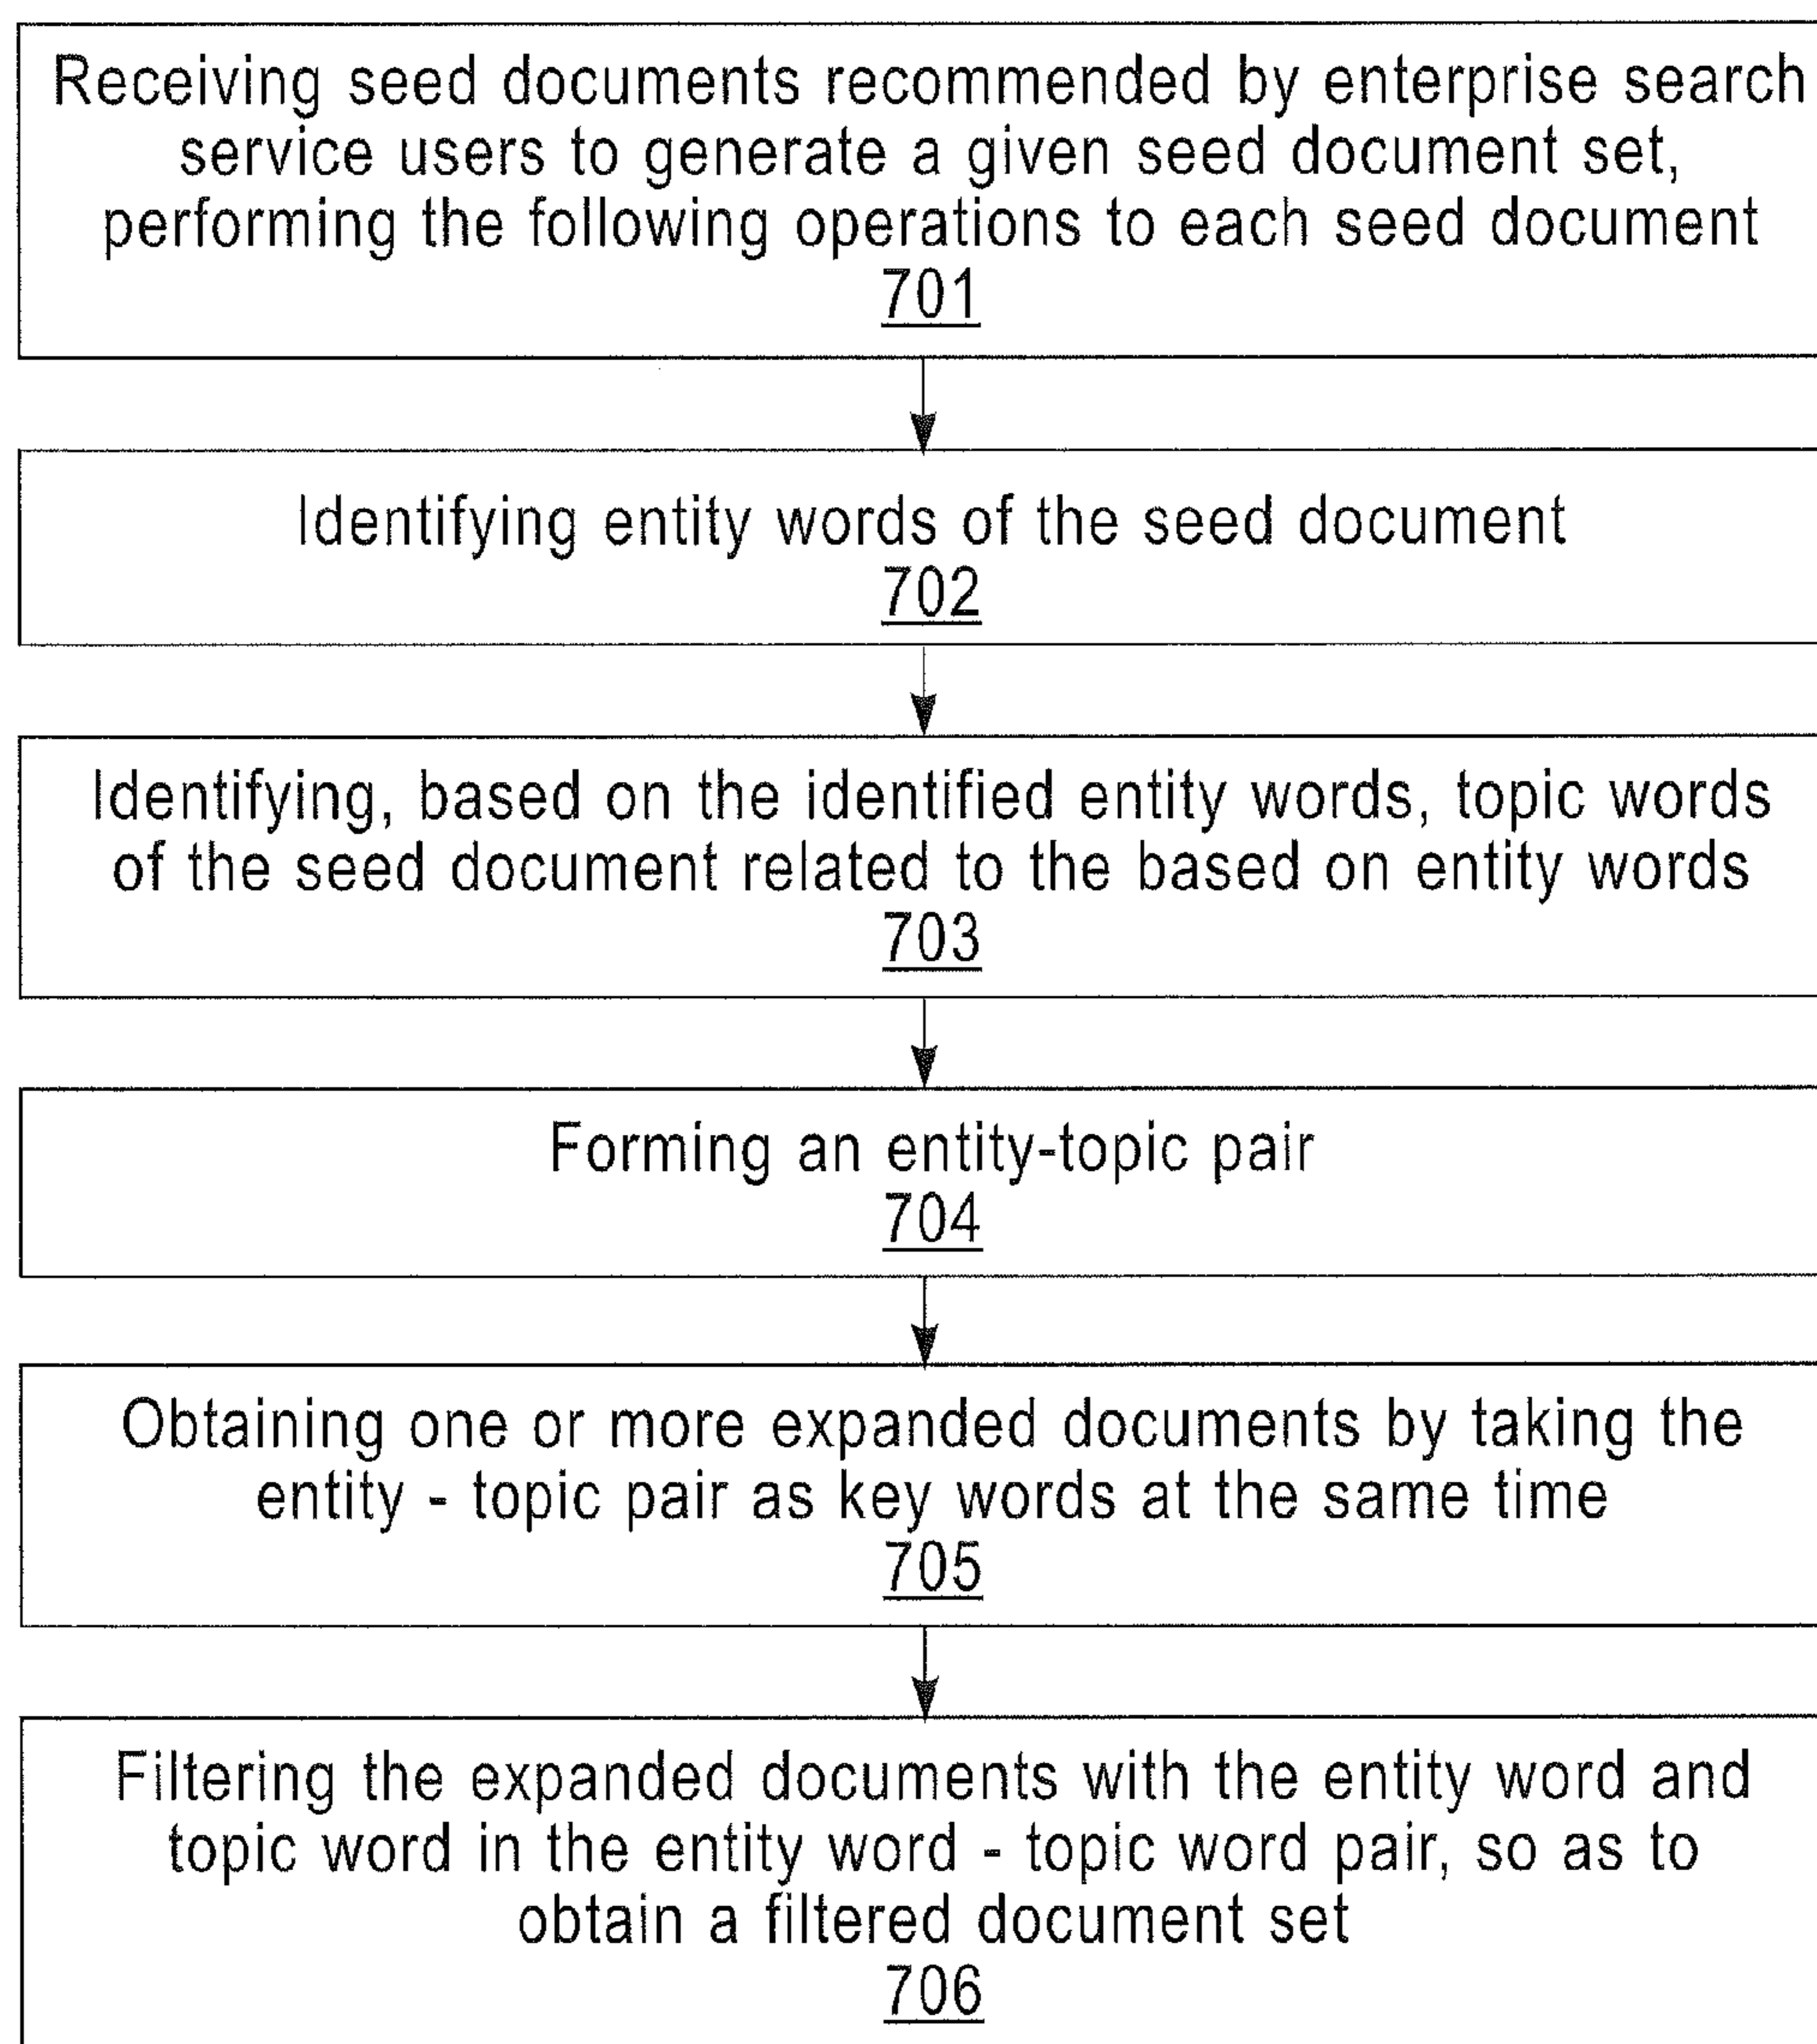 Receiving seed documents recommended by enterprise search
service users to generate a given seed document set,
performing the following operations to each seed document
701
Identifying entity words of the seed document
702
Identifying, based on the identified entity words, topic words
of the seed document related to the based on entity words
703
Forming an entity-topic pair
704
Obtaining one or more expanded documents by taking the
entity - topic pair as key words at the same time
705
Filtering the expanded documents with the entity word and
topic word in the entity word - topic word pair, so as to
obtain a filtered document set
706